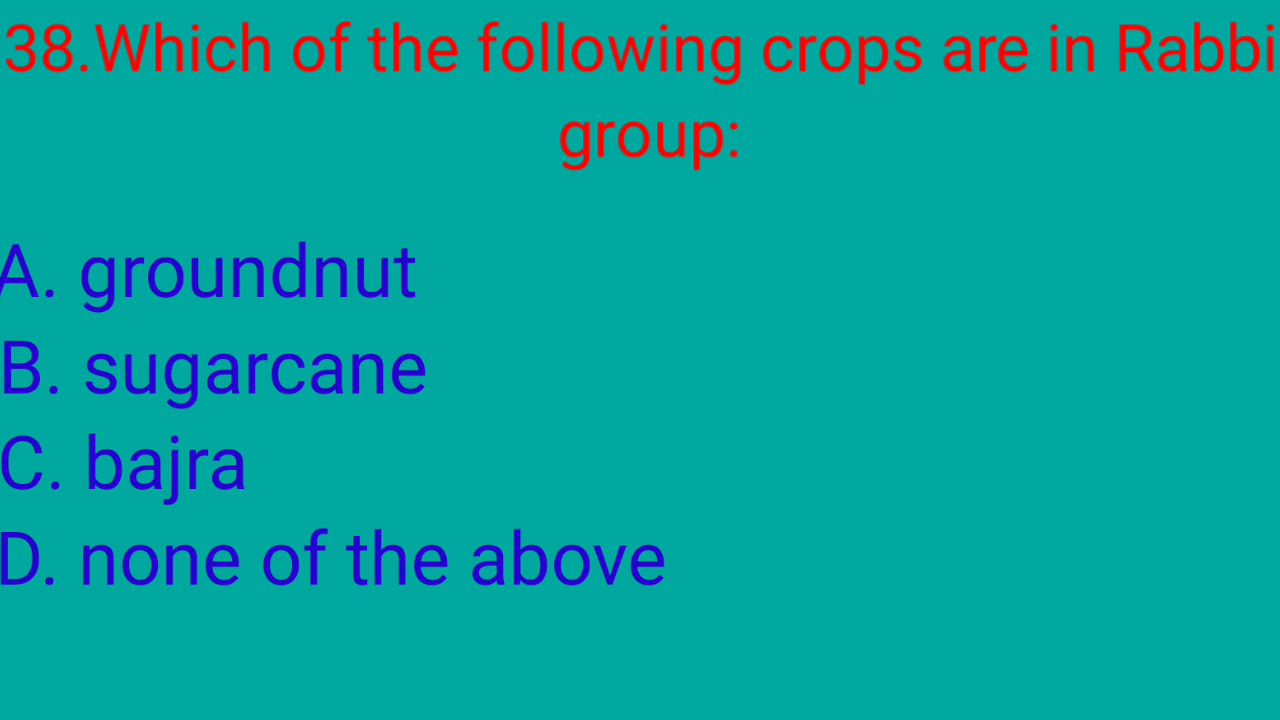 38.Which of the following crops are in Rabbi
group:
A. groundnut
B. sugarcane
C. bajra
D. none of the above